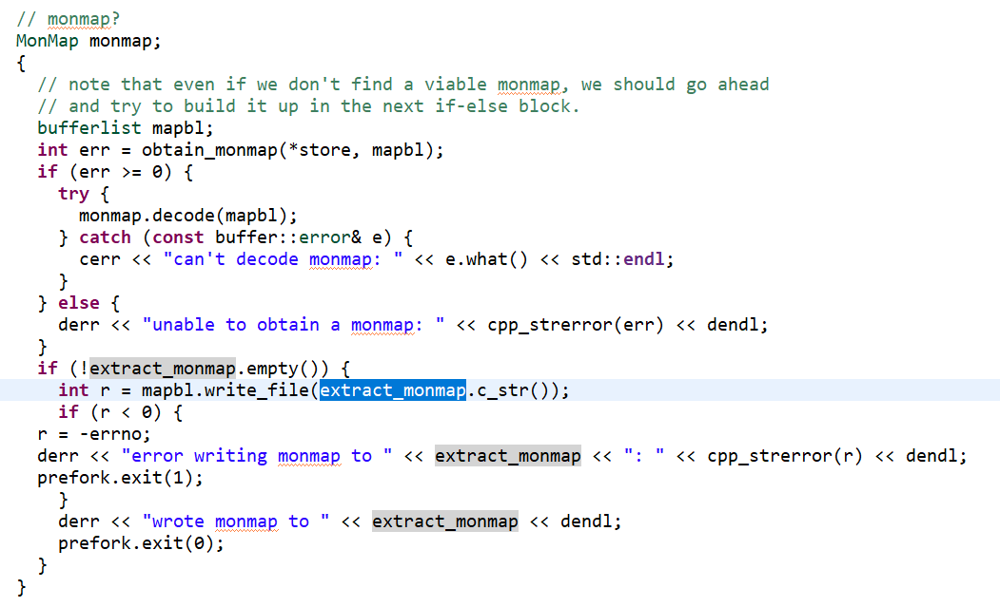 // monmap?
MonMap monmap;
{
  // note that even if we don't find a viable monmap, we should go ahead
  // and try to build it up in the next if-else block.
  bufferlist mapbl;
  int err = obtain_monmap(*store, mapbl);
  if (err >= 0) {
    try {
      monmap.decode(mapbl);
    } catch (const buffer::error& e) {
      cerr << "can't decode monmap: " << e.what() << std::endl;
    }
  } else {
    derr << "unable to obtain a monmap: " << cpp_strerror(err) << dendl;
  }
  if (!extract_monmap.empty()) {
    int r = mapbl.write_file(extract_monmap.c_str());
    if (r < 0) {
  r = -errno;
  derr << "error writing monmap to " << extract_monmap << ": " << cpp_strerror(r) << dendl;
  prefork.exit(1);
    }
    derr << "wrote monmap to " << extract_monmap << dendl;
    prefork.exit(0);
  }
}